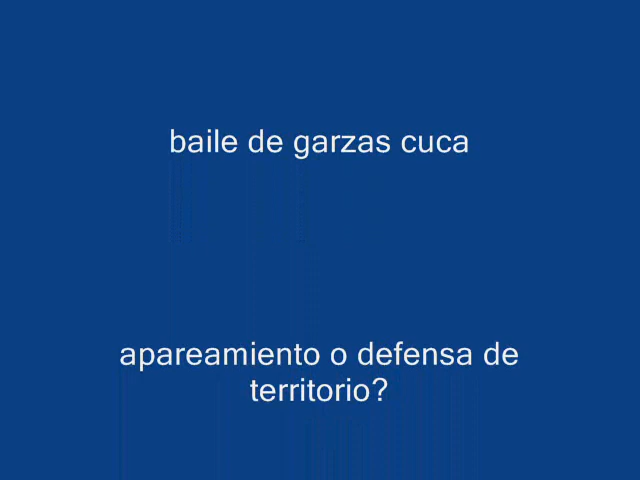 baile de garzas cuca
apareamiento o defensa de
territorio?